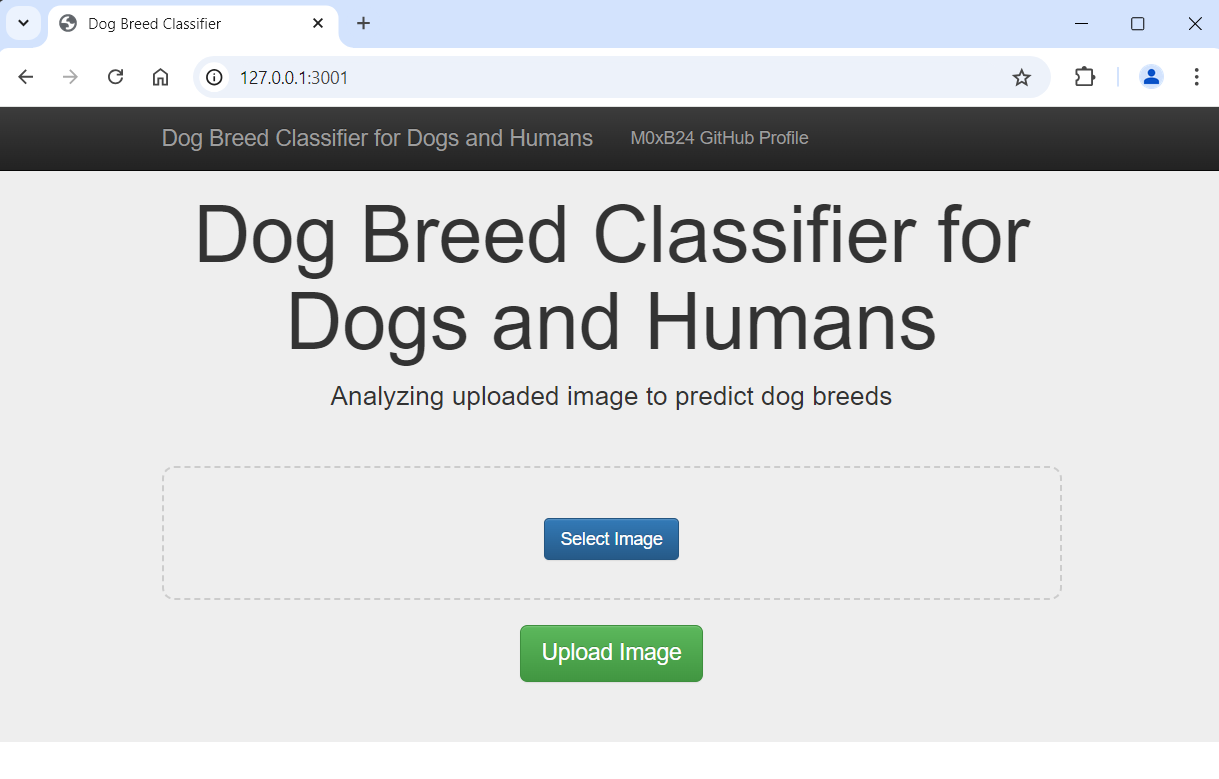 Dog Breed Classifier
127.0.0.1:3001
Dog Breed Classifier for Dogs and Humans M0xB24 GitHub Profile
Dog Breed Classifier for
Dogs and Humans
Analyzing uploaded image to predict dog breeds
Select Image
Upload Image